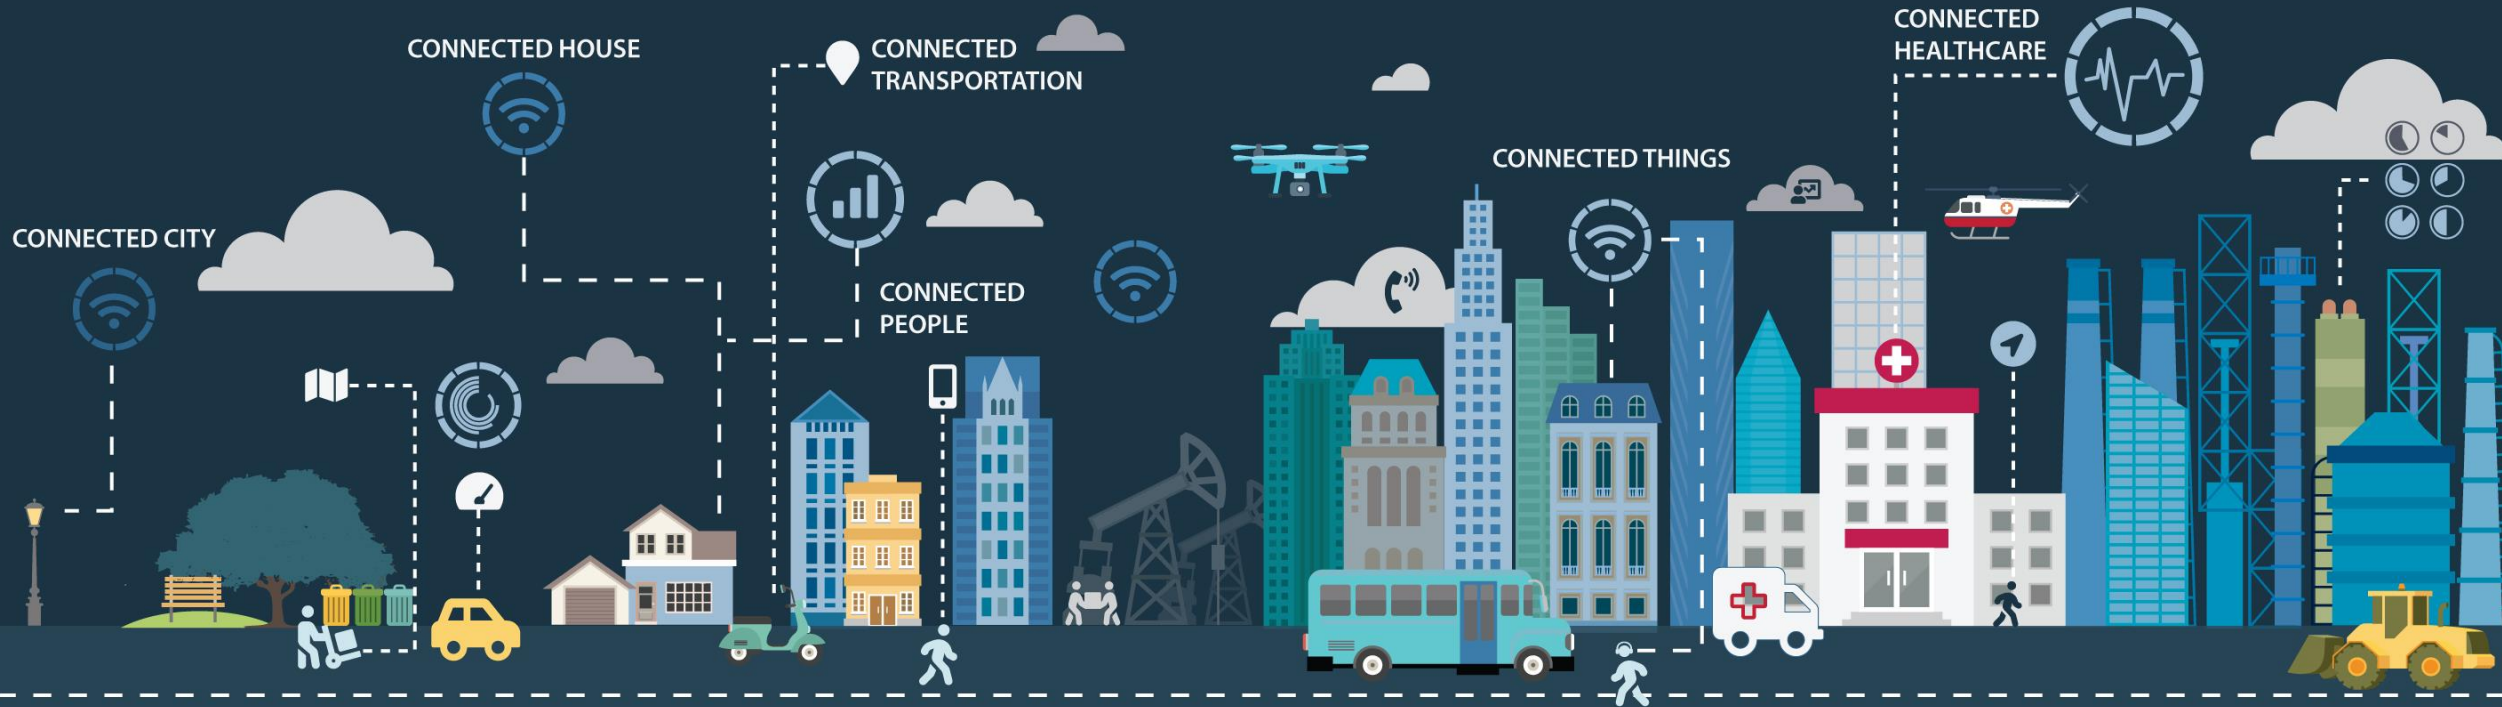 CONNECTED CITY
CONNECTED HOUSE
CONNECTED
TRANSPORTATION
CONNECTED
PEOPLE
CONNECTED THINGS
CONNECTED
HEALTHCARE